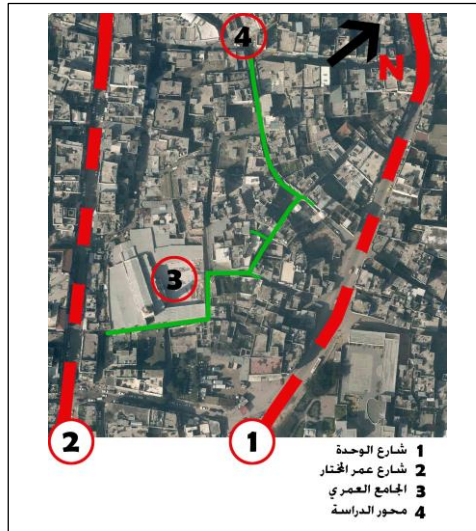 4
N
3
2
1
1 شارع الوحدة
2 شارع عمر المختار
3 الجامع العمري
4 محور الدراسة